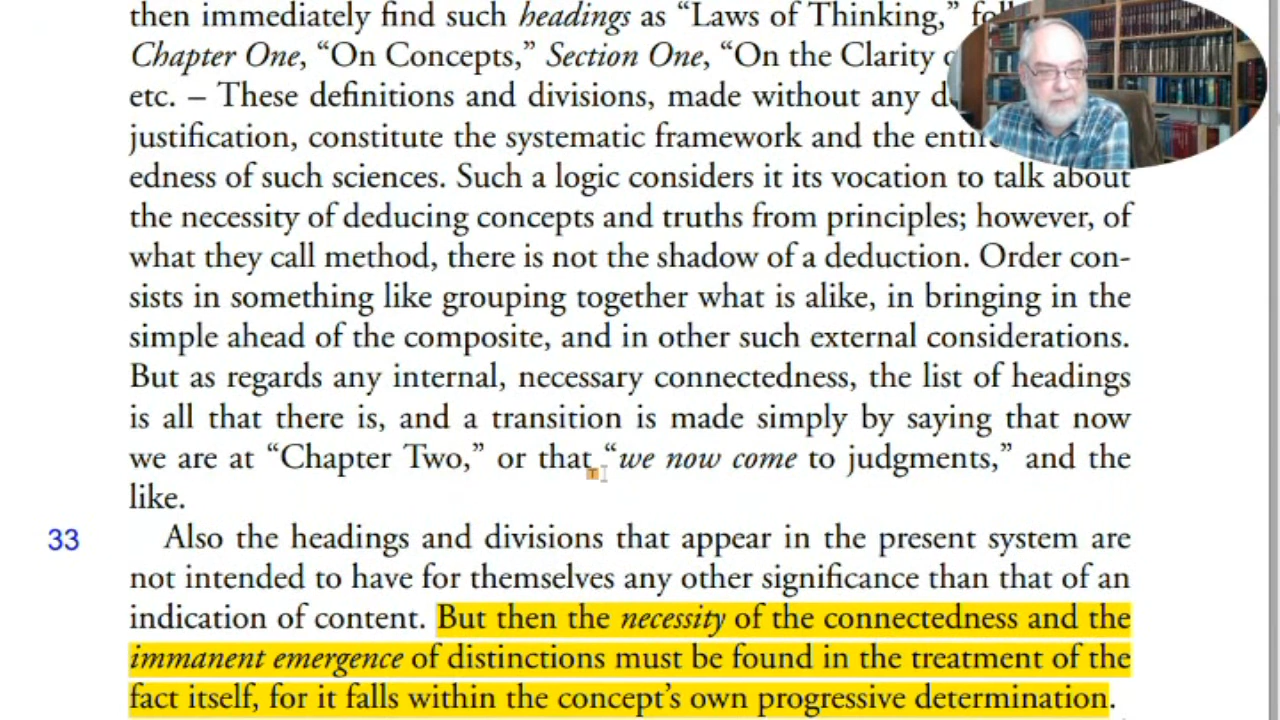 then immediately find such headings as “Laws of Thinking,”
Chapter One, “On Concepts,” Section One, “On the Clarity
etc. – These definitions and divisions, made without any
justification, constitute the systematic framework and the
edness of such sciences. Such a logic considers it its vocation to talk about
the necessity of deducing concepts and truths from principles; however, of
what they call method, there is not the shadow of a deduction. Order con-
sists in something like grouping together what is alike, in bringing in the
simple ahead of the composite, and in other such external considerations.
But as regards any internal, necessary connectedness, the list of headings
is all that there is, and a transition is made simply by saying that now
we are at “Chapter Two,” or that “we now come to judgments,” and the
like.
33
Also the headings and divisions that appear in the present system are
not intended to have for themselves any other significance than that of an
indication of content. But then the necessity of the connectedness and the
immanent emergence of distinctions must be found in the treatment of the
fact itself, for it falls within the concept’s own progressive determination.